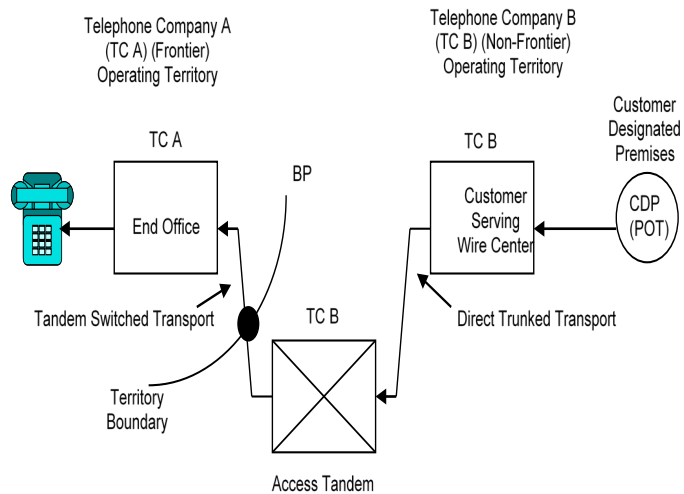 Telephone Company A
(TC A) (Frontier)
Operating Territory
Telephone Company B
(TC B) (Non-Frontier)
Operating Territory
Customer
Designated
Premises
TC A
TC B
BP
End Office
Customer
Serving
Wire Center
CDP
(POT)
Tandem Switched Transport
TC B
Direct Trunked Transport
Territory
Boundary
Access Tandem